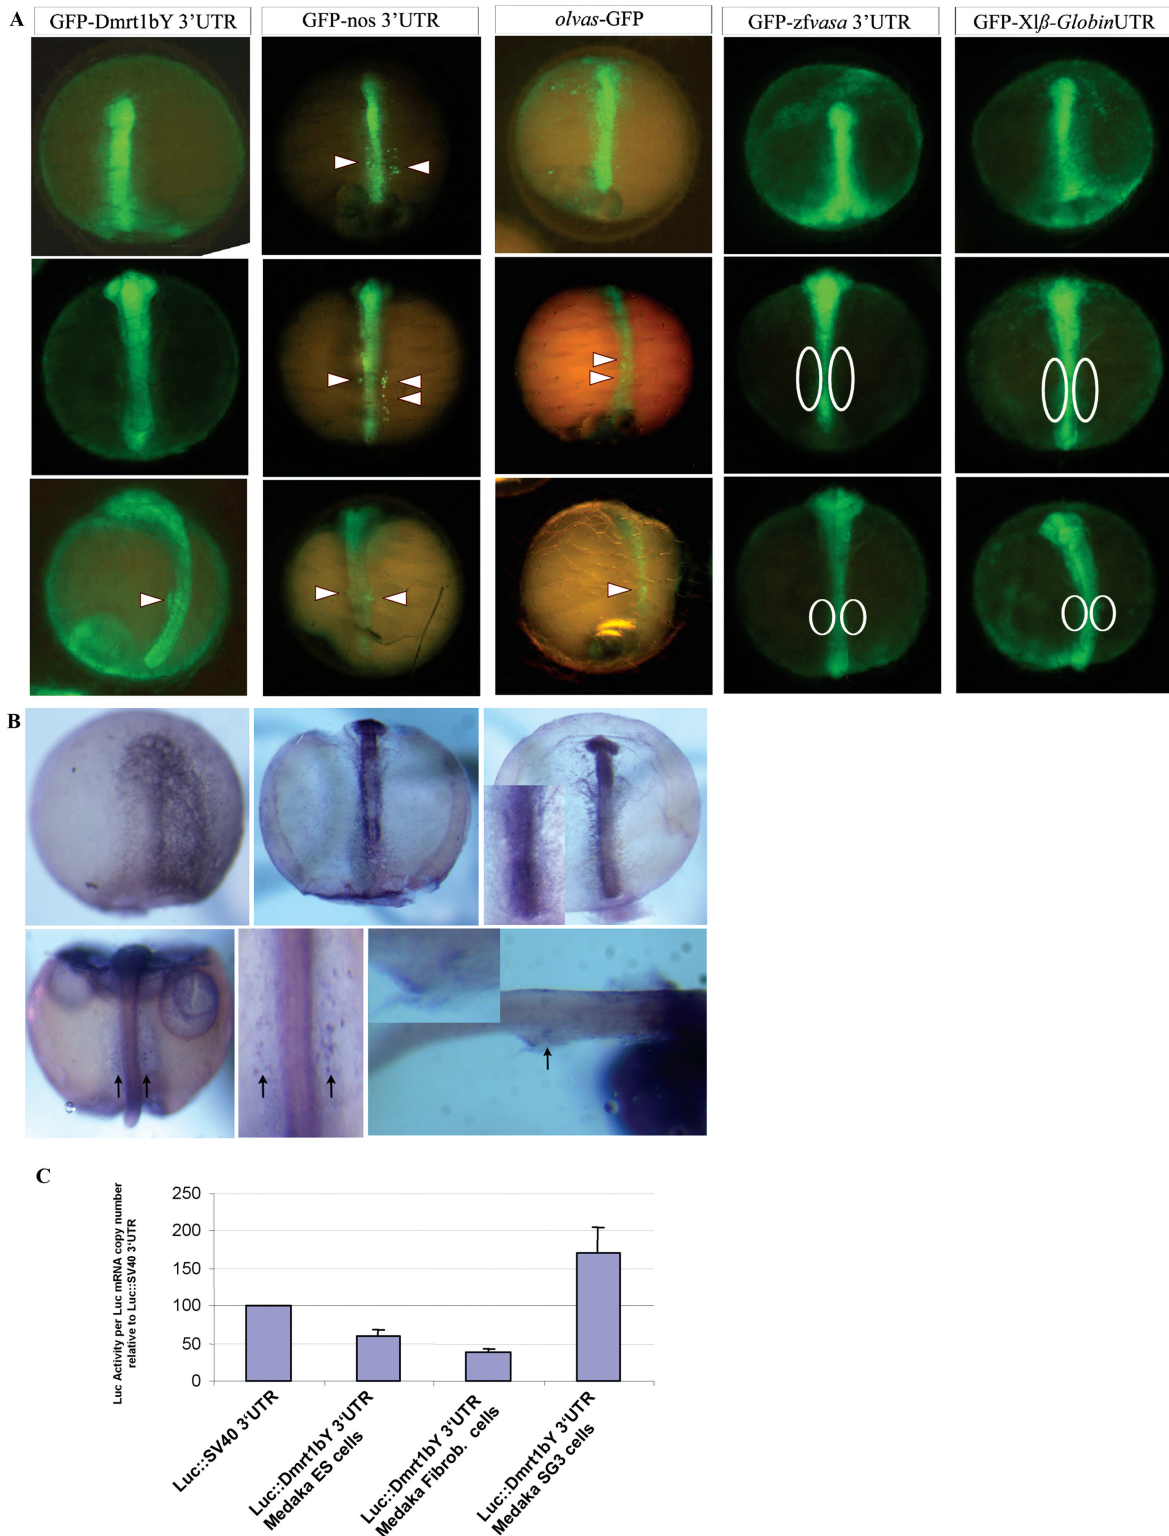 A
GFP-Dmrt1bY 3’UTR
GFP-nos 3’UTR
olvas-GFP
GFP-zfvasa 3’UTR
GFP-Xlß-GlobinUTR
B
C
Luc Activity per Luc mRNA copy number
relative to Luc::SV40 3‘UTR
250
200
150
100
50
0
Luc::SV40 3‘UTR
Luc::Dmrt1bY 3‘UTR
Medaka ES cells
Luc::Dmrt1bY 3‘UTR
Medaka Fibrob. cells
Luc::Dmrt1bY 3‘UTR
Medaka SG3 cells